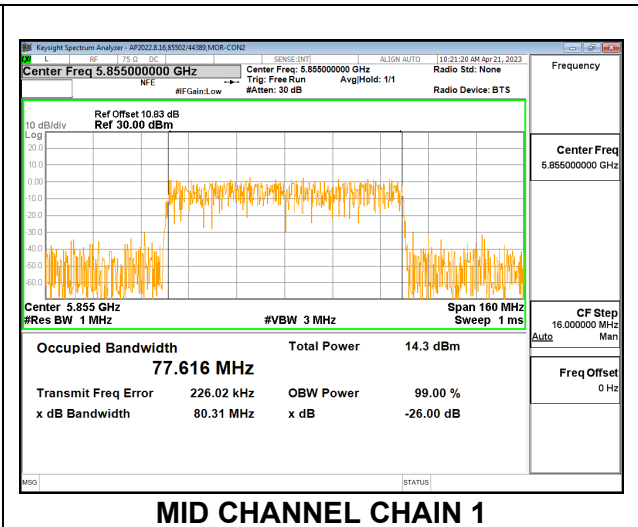 Keysight Spectrum Analyzer - AP2022.8.16,85502/44389,MOR-CON2
L RF 75 Ω DC SENSE:INT ALIGN AUTO 10:21:20 AM Apr 21, 2023
Center Freq 5.855000000 GHz Center Freq: 5.855000000 GHz Radio Std: None Frequency
NFE Trig: Free Run Avg|Hold: 1/1
#IFGain:Low #Atten: 30 dB Radio Device: BTS
Ref Offset 10.83 dB
10 dB/div Ref 30.00 dBm
Log
20.0
10.0
0.00
-10.0
-20.0
-30.0
-40.0
-50.0
-60.0
Center Freq
5.855000000 GHz
Center 5.855 GHz Span 160 MHz
#Res BW 1 MHz #VBW 3 MHz Sweep 1 ms
CF Step
16.000000 MHz
Auto Man
Occupied Bandwidth Total Power 14.3 dBm
77.616 MHz
Freq Offset
0 Hz
Transmit Freq Error 226.02 kHz OBW Power 99.00 %
x dB Bandwidth 80.31 MHz x dB -26.00 dB
MSG STATUS
MID CHANNEL CHAIN 1